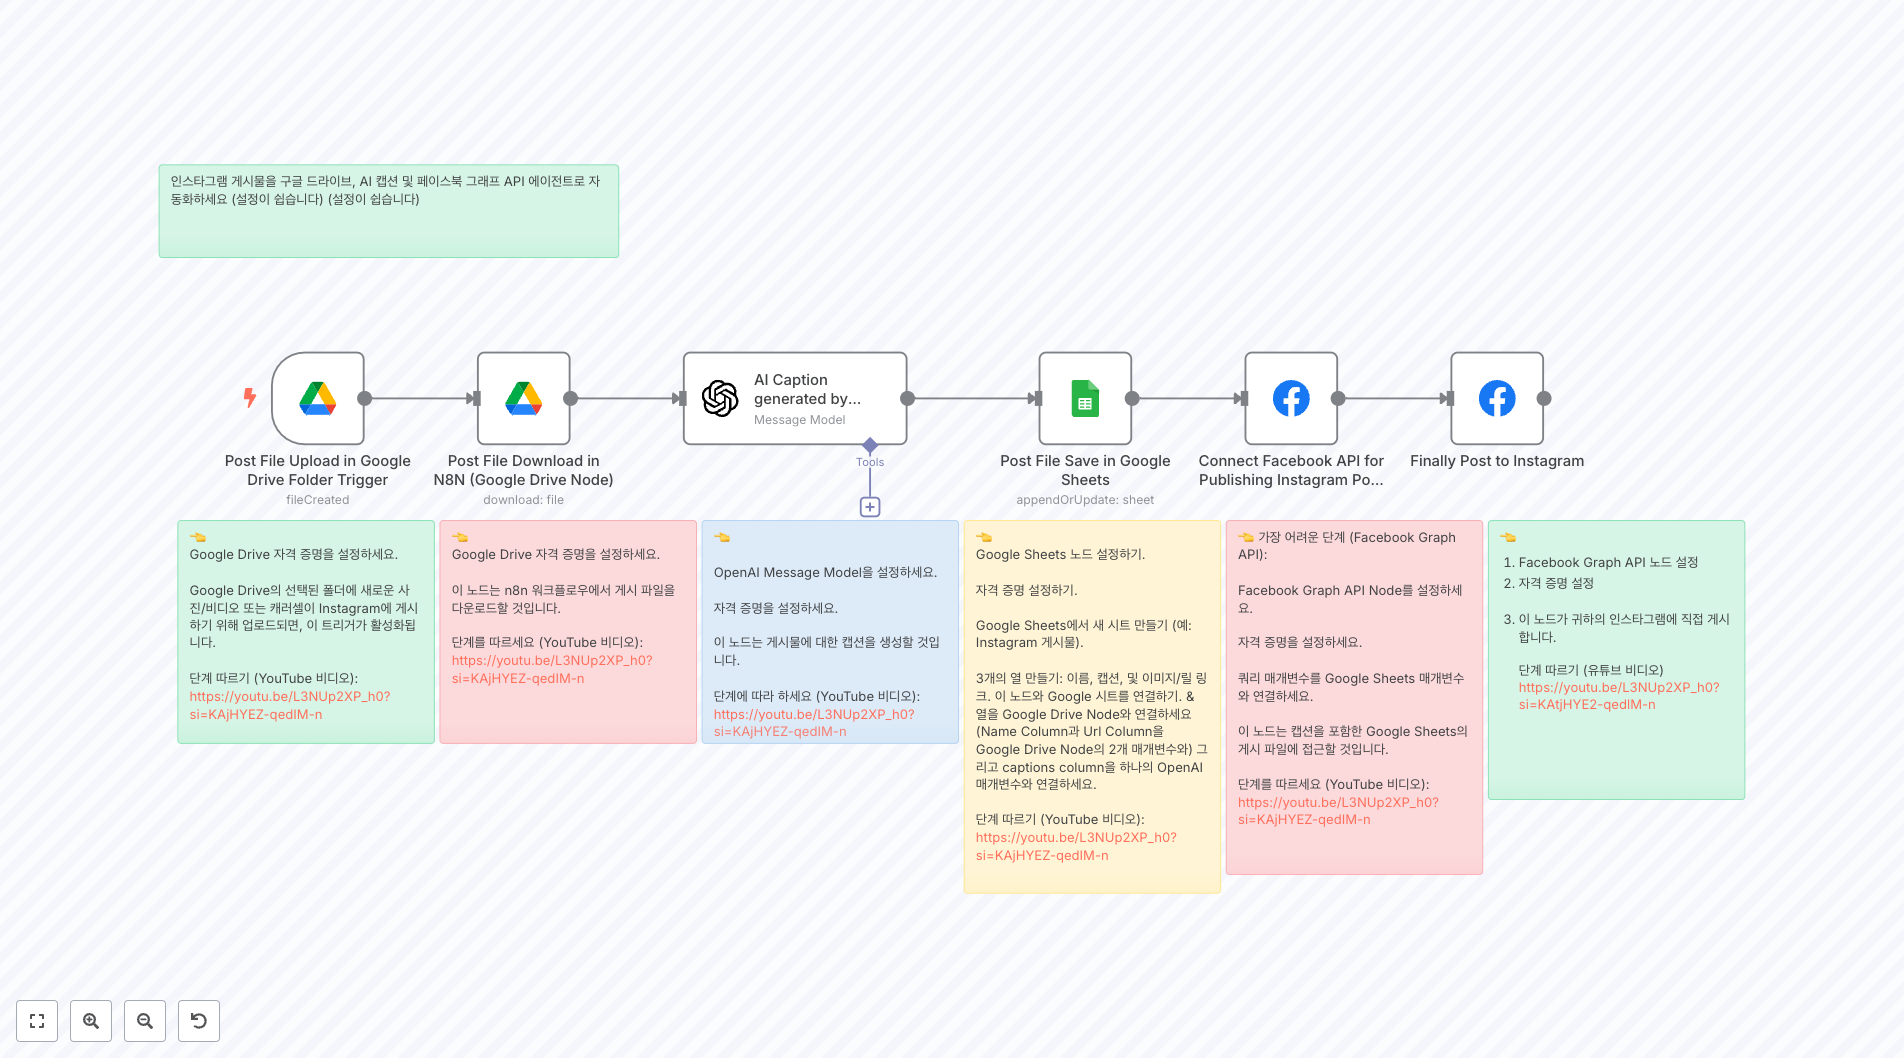 인스타그램 게시물을 구글 드라이브, AI 캡션 및 페이스북 그래프 API 에이전트로 자
동화하세요 (설정이 쉽습니다) (설정이 쉽습니다)
AI Caption
generated by...
Message Model
Tools
Post File Upload in Google
Drive Folder Trigger
fileCreated
Post File Download in
N8N (Google Drive Node)
download: file
Post File Save in Google
Sheets
appendOrUpdate: sheet
Connect Facebook API for
Publishing Instagram Po...
Finally Post to Instagram
👈
Google Drive 자격 증명을 설정하세요.
Google Drive의 선택된 폴더에 새로운 사
진/비디오 또는 캐러셀이 Instagram에 게시
하기 위해 업로드되면, 이 트리거가 활성화됩
니다.
단계 따르기 (YouTube 비디오):
https://youtu.be/L3NUp2XP_h0?
si=KAjHYEZ-qedIM-n
👈
Google Drive 자격 증명을 설정하세요.
이 노드는 n8n 워크플로우에서 게시 파일을
다운로드할 것입니다.
단계를 따르세요 (YouTube 비디오):
https://youtu.be/L3NUp2XP_h0?
si=KAjHYEZ-qedIM-n
👈
OpenAI Message Model을 설정하세요.
자격 증명을 설정하세요.
이 노드는 게시물에 대한 캡션을 생성할 것입
니다.
단계에 따라 하세요 (YouTube 비디오):
https://youtu.be/L3NUp2XP_h0?
si=KAjHYEZ-qedIM-n
👈
Google Sheets 노드 설정하기.
자격 증명 설정하기.
Google Sheets에서 새 시트 만들기 (예:
Instagram 게시물).
3개의 열 만들기: 이름, 캡션, 및 이미지/릴 링
크. 이 노드와 Google 시트를 연결하기. &
열을 Google Drive Node와 연결하세요
(Name Column과 Url Column을
Google Drive Node의 2개 매개변수와) 그
리고 captions column을 하나의 OpenAI
매개변수와 연결하세요.
단계 따르기 (YouTube 비디오):
https://youtu.be/L3NUp2XP_h0?
si=KAjHYEZ-qedIM-n
👈 가장 어려운 단계 (Facebook Graph
API):
Facebook Graph API Node를 설정하세
요.
자격 증명을 설정하세요.
쿼리 매개변수를 Google Sheets 매개변수
와 연결하세요.
이 노드는 캡션을 포함한 Google Sheets의
게시 파일에 접근할 것입니다.
단계를 따르세요 (YouTube 비디오):
https://youtu.be/L3NUp2XP_h0?
si=KAjHYEZ-qedIM-n
👈
1. Facebook Graph API 노드 설정
2. 자격 증명 설정
3. 이 노드가 귀하의 인스타그램에 직접 게시
합니다.
단계 따르기 (유튜브 비디오)
https://youtu.be/L3NUp2XP_h0?
si=KAtjHYE2-qedIM-n